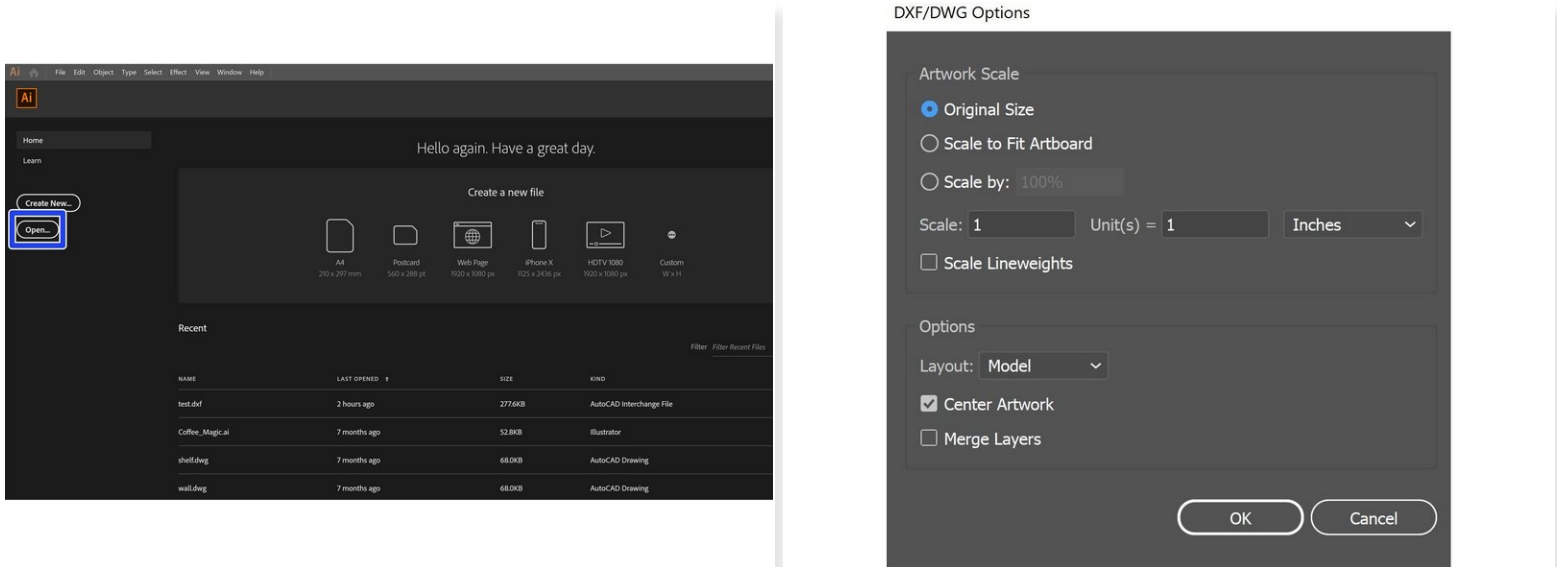 Ai File Edit Object Type Select Effect View Window Help
Ai
Home
Learn
Create New...
Open...
Hello again. Have a great day.
Create a new file
A4
210 x 297 mm
Postcard
560 x 288 pt
Web Page
1920 x 1080 px
iPhone X
1125 x 2436 px
HDTV 1080
1920 x 1080 px
Custom
W x H
Recent
Filter Filter Recent Files
NAME LAST OPENED ↑ SIZE KIND
test.dxf 2 hours ago 277.6KB AutoCAD Interchange File
Coffee_Magic.ai 7 months ago 52.8KB Illustrator
shelf.dwg 7 months ago 68.0KB AutoCAD Drawing
wall.dwg 7 months ago 68.0KB AutoCAD Drawing
DXF/DWG Options
Artwork Scale
Original Size
Scale to Fit Artboard
Scale by: 100%
Scale: 1 Unit(s) = 1 Inches
Scale Lineweights
Options
Layout: Model
Center Artwork
Merge Layers
OK Cancel